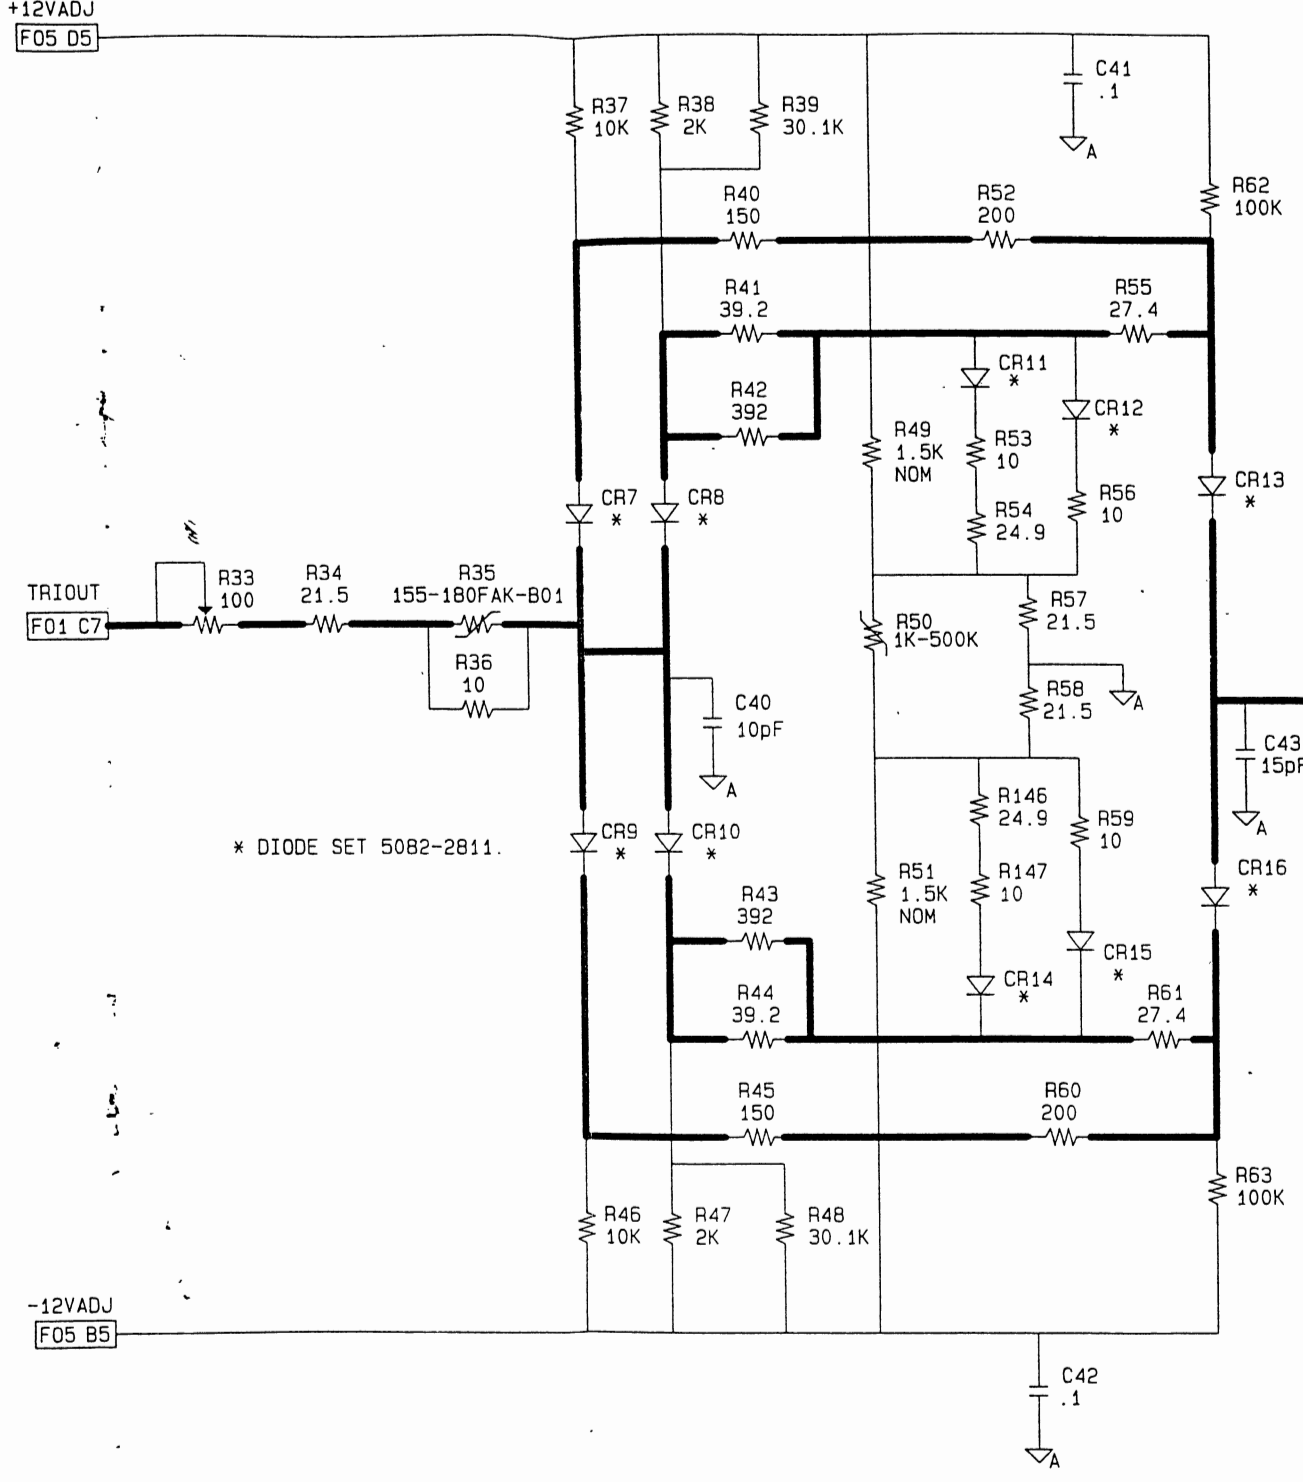 +12VADJ
F05 D5
C41
.1
A
R37
10K
R38
2K
R39
30.1K
R40
150
R52
200
R62
100K
R41
39.2
R55
27.4
R42
392
CR11
*
CR12
*
R49
1.5K
NOM
R53
10
R54
24.9
R56
10
CR13
*
CR7
*
CR8
*
TRIOUT
F01 C7
R33
100
R34
21.5
R35
155-180FAK-B01
R36
10
R50
1K-500K
R57
21.5
R58
21.5
A
C40
10pF
A
C43
15pF
A
* DIODE SET 5082-2811.
CR9
*
CR10
*
R146
24.9
R59
10
R51
1.5K
NOM
R147
10
CR16
*
R43
392
CR15
*
CR14
*
R44
39.2
R61
27.4
R45
150
R60
200
R63
100K
R46
10K
R47
2K
R48
30.1K
-12VADJ
F05 B5
C42
.1
A